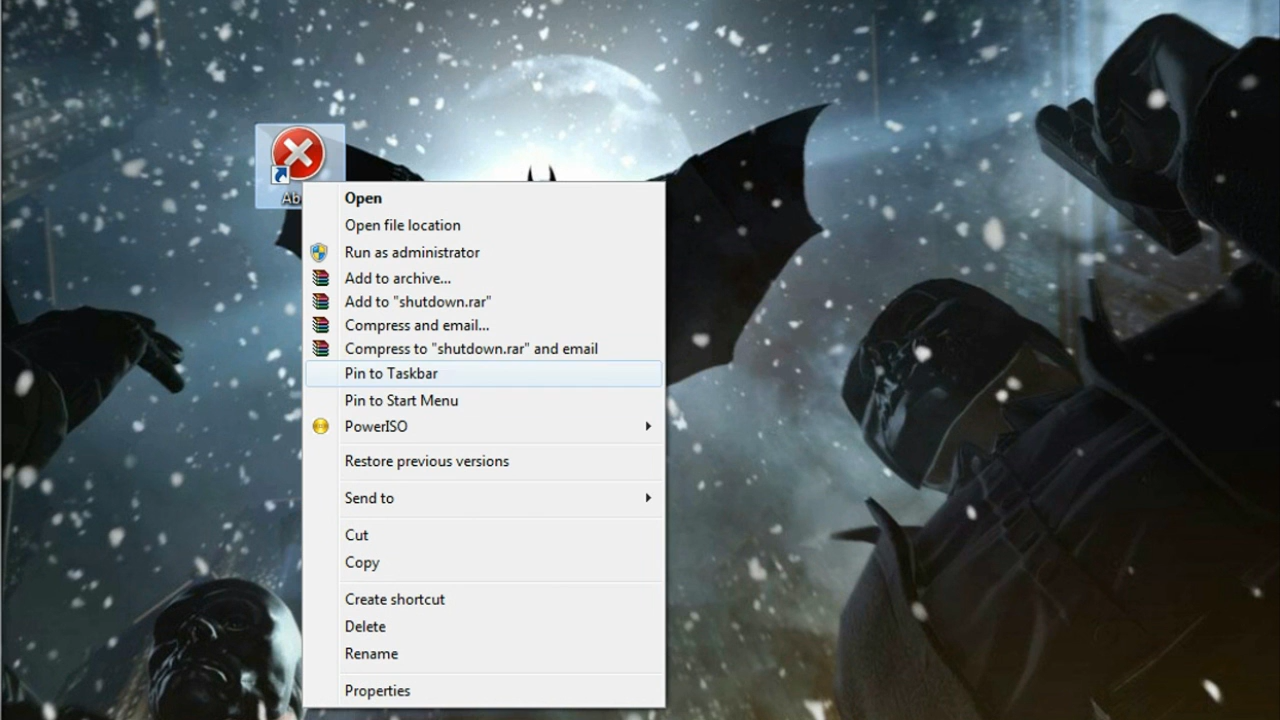 Open
Open file location
Run as administrator
Add to archive...
Add to "shutdown.rar"
Compress and email...
Compress to "shutdown.rar" and email
Pin to Taskbar
Pin to Start Menu
PowerISO
Restore previous versions
Send to
Cut
Copy
Create shortcut
Delete
Rename
Properties